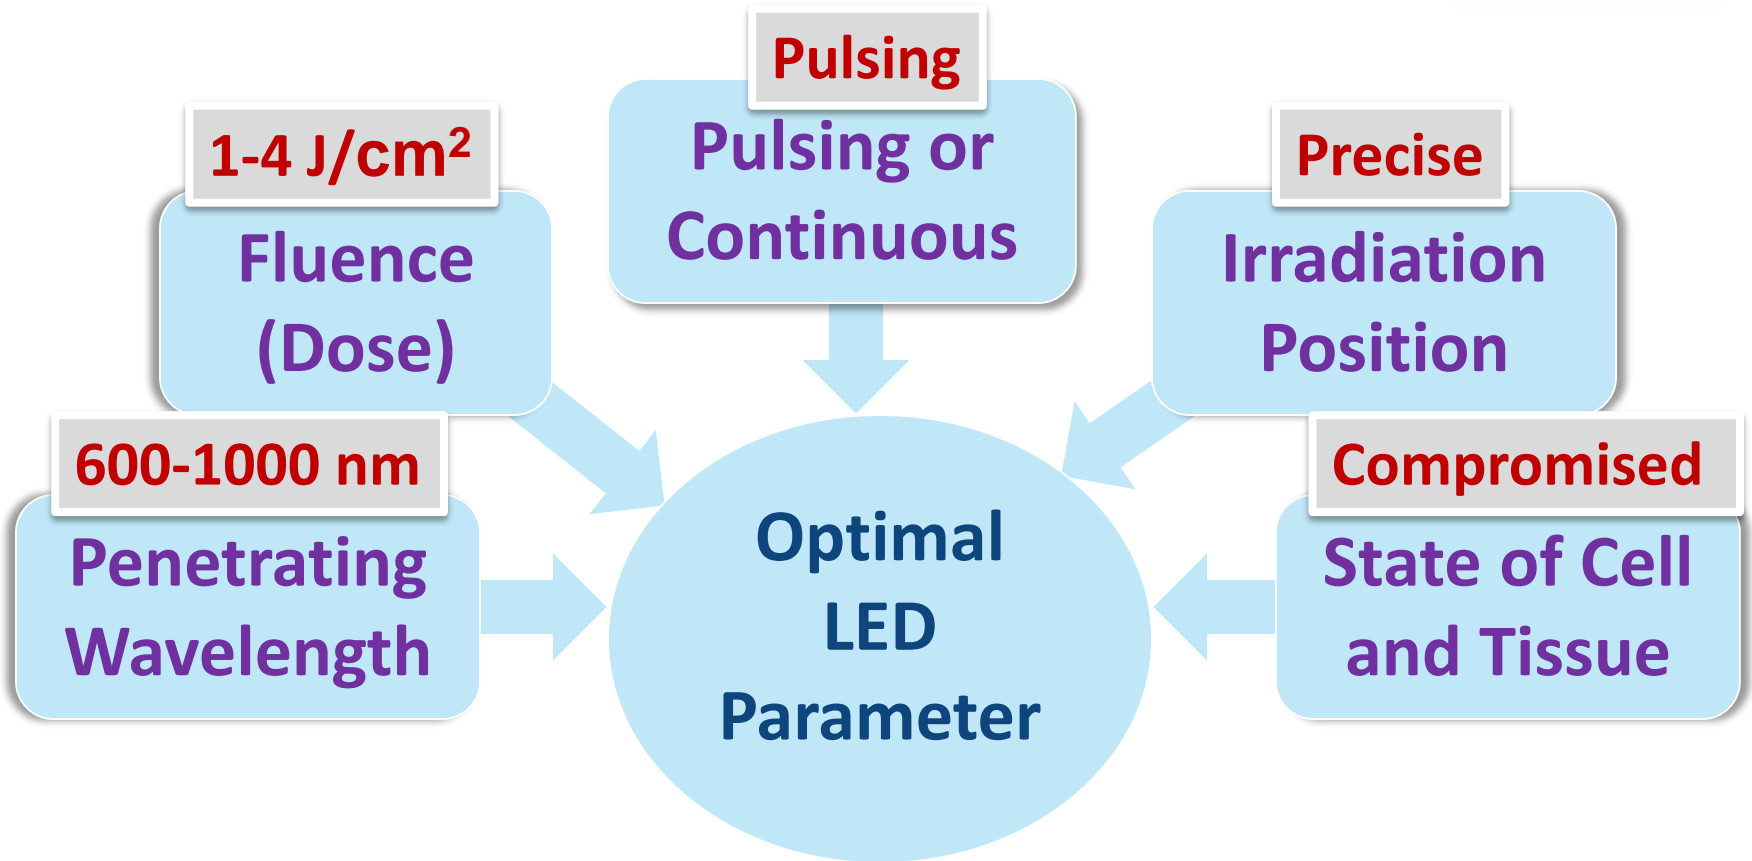 Pulsing
Pulsing or
Continuous
1-4 J/cm²
Fluence
(Dose)
Precise
Irradiation
Position
600-1000 nm
Penetrating
Wavelength
Compromised
State of Cell
and Tissue
Optimal
LED
Parameter